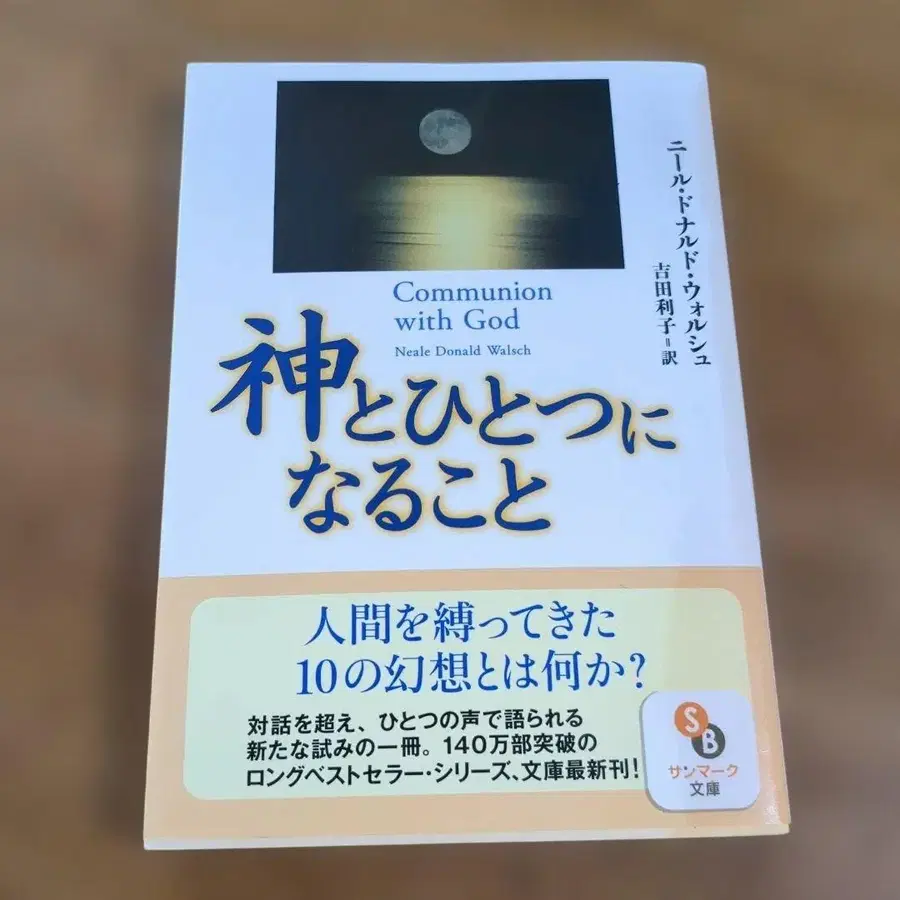 ニール・ドナルド・ウォルシュ
吉田利子=訳
Communion
with God
Neale Donald Walsch
神とひとつに
なること
人間を縛ってきた
10の幻想とは何か?
対話を超え、ひとつの声で語られる
新たな試みの一冊。140万部突破の
ロングベストセラー・シリーズ、文庫最新刊!
SB
サンマーク
文庫